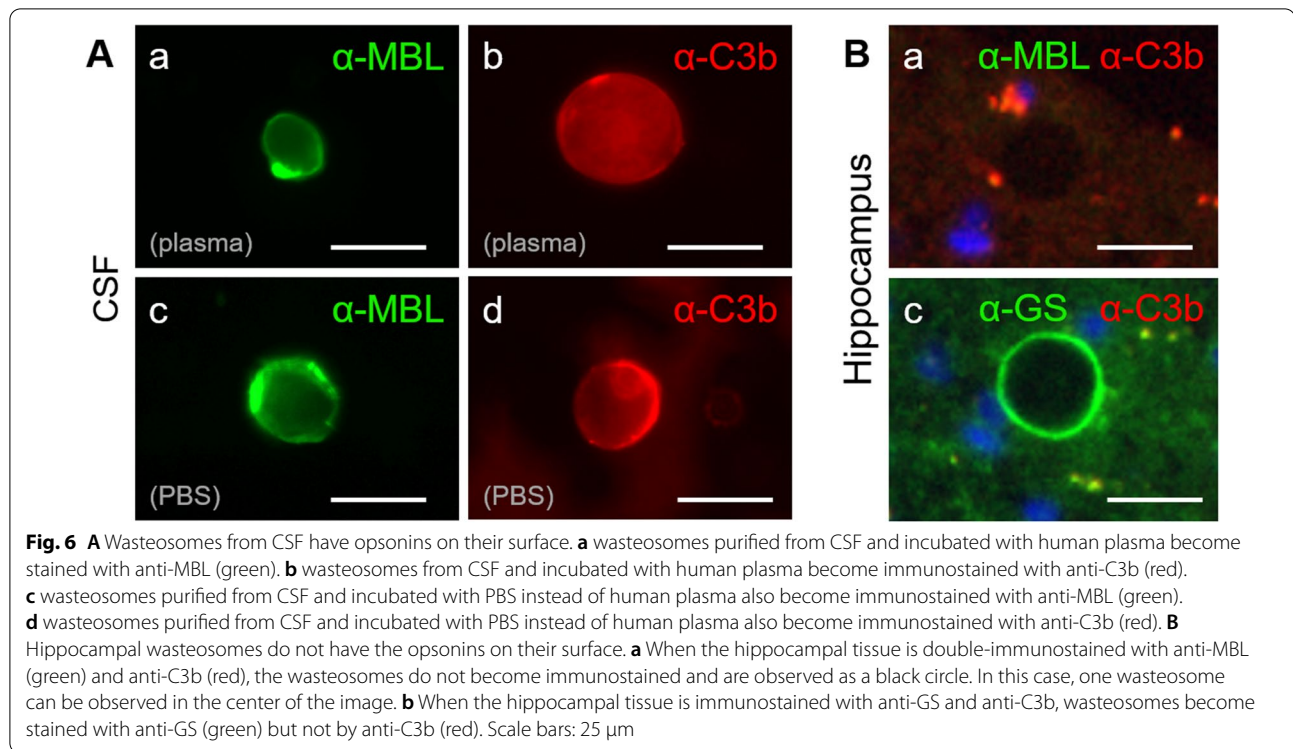 A
a
α-MBL
(plasma)
b
α-C3b
(plasma)
CSF
c
α-MBL
(PBS)
d
α-C3b
(PBS)
B
a
α-MBL α-C3b
Hippocampus
c
α-GS α-C3b
Fig. 6 A Wasteosomes from CSF have opsonins on their surface. a wasteosomes purified from CSF and incubated with human plasma become
stained with anti-MBL (green). b wasteosomes from CSF and incubated with human plasma become immunostained with anti-C3b (red).
c wasteosomes purified from CSF and incubated with PBS instead of human plasma also become immunostained with anti-MBL (green).
d wasteosomes purified from CSF and incubated with PBS instead of human plasma also become immunostained with anti-C3b (red). B
Hippocampal wasteosomes do not have the opsonins on their surface. a When the hippocampal tissue is double-immunostained with anti-MBL
(green) and anti-C3b (red), the wasteosomes do not become immunostained and are observed as a black circle. In this case, one wasteosome
can be observed in the center of the image. b When the hippocampal tissue is immunostained with anti-GS and anti-C3b, wasteosomes become
stained with anti-GS (green) but not by anti-C3b (red). Scale bars: 25 μm